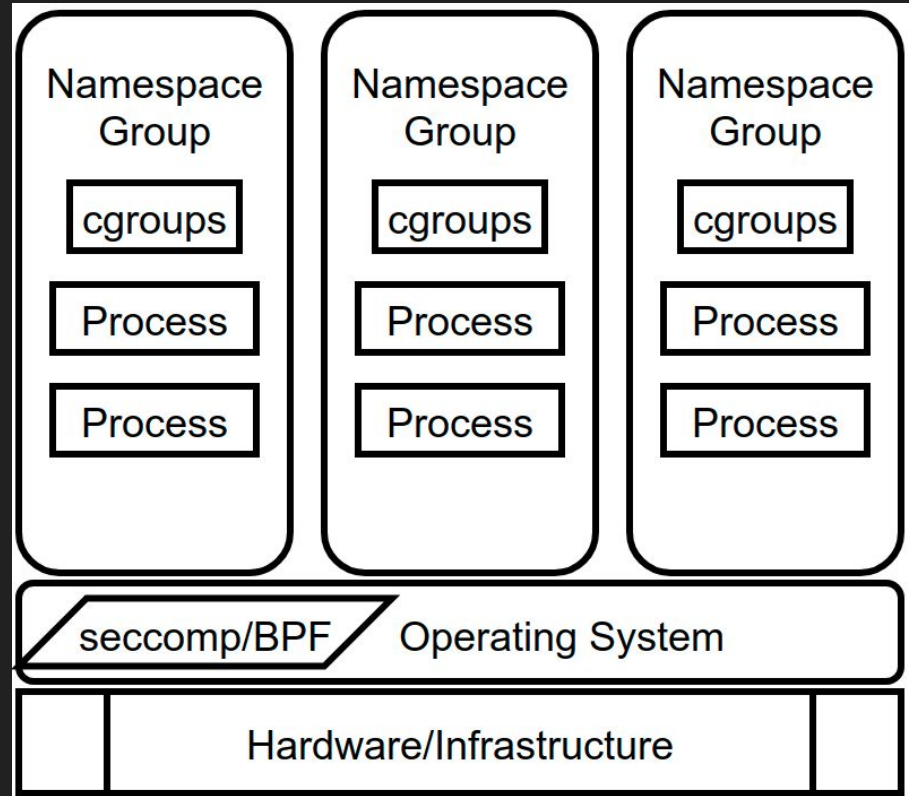 Namespace
Group
cgroups
Process
Process
Namespace
Group
cgroups
Process
Process
Namespace
Group
cgroups
Process
Process
seccomp/BPF
Operating System
Hardware/Infrastructure